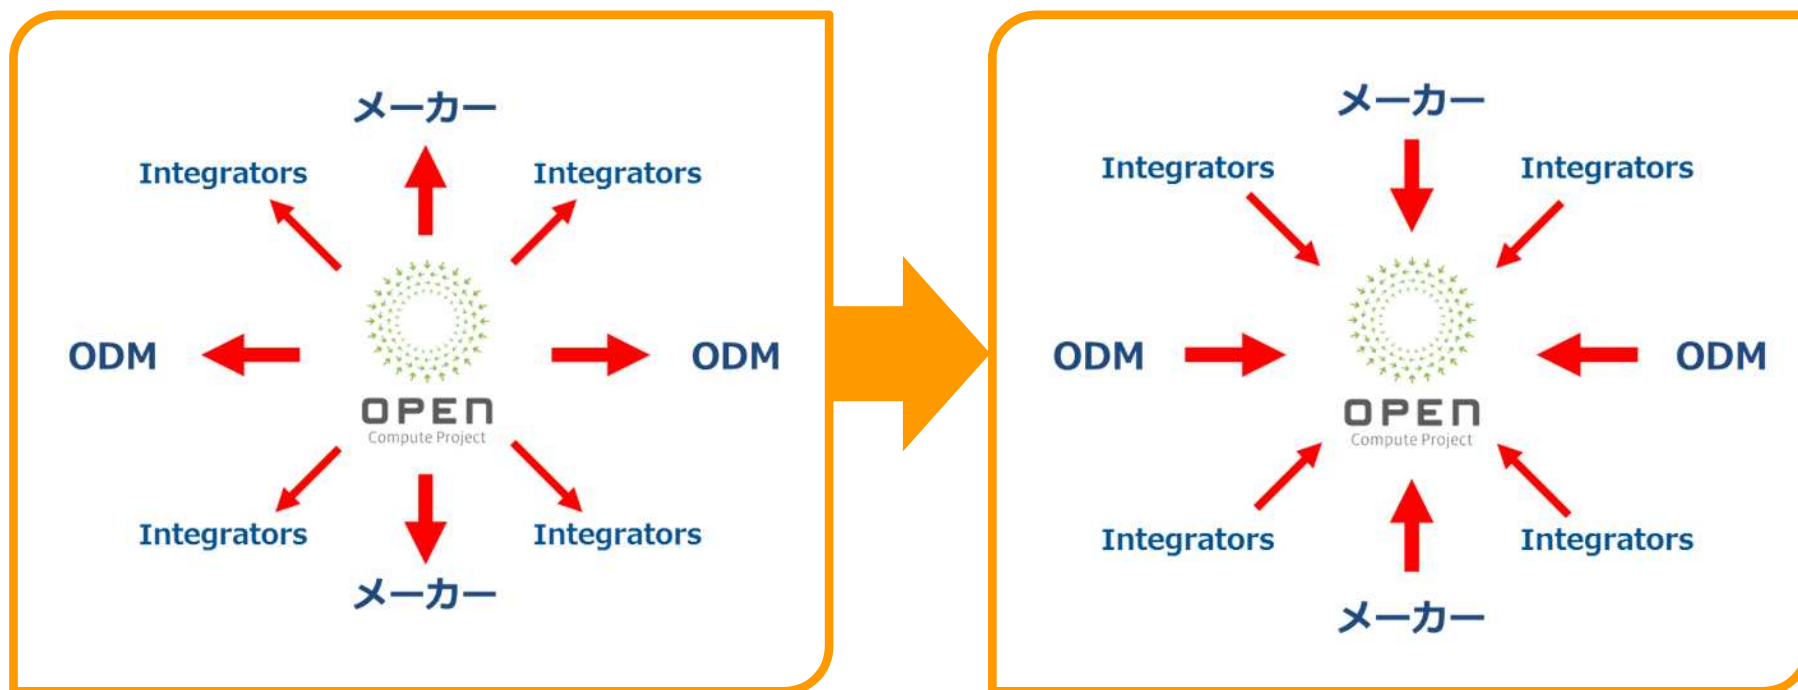 メーカー
Integrators
Integrators
ODM
ODM
OPEN
Compute Project
Integrators
Integrators
メーカー
メーカー
Integrators
Integrators
ODM
ODM
OPEN
Compute Project
Integrators
Integrators
メーカー